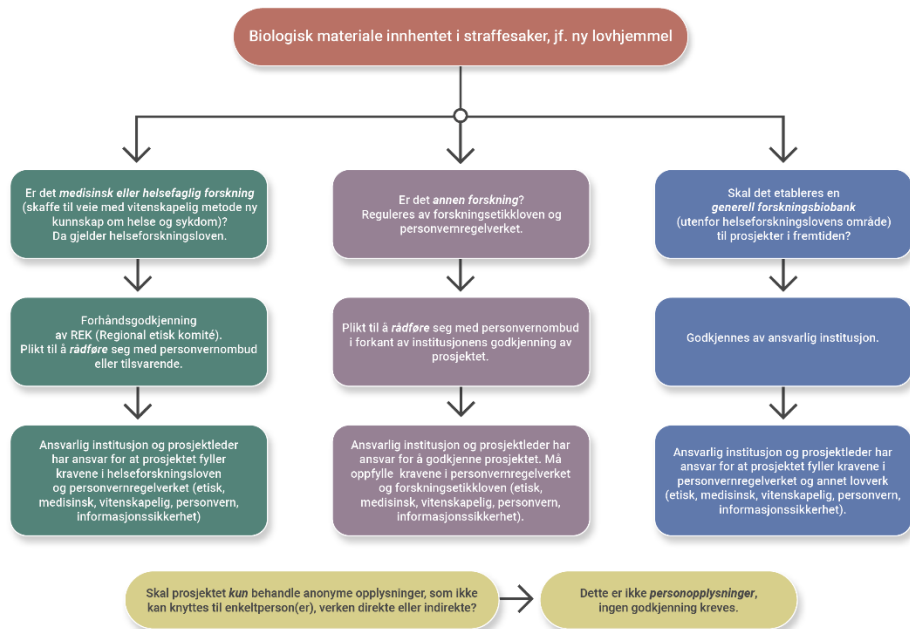 Biologisk materiale innhentet i straffesaker, jf. ny lovhjemmel
Er det medisinsk eller helsefaglig forskning
(skaffe til veie med vitenskapelig metode ny
kunnskap om helse og sykdom)?
Da gjelder helseforskningsloven.
Er det annen forskning?
Reguleres av forskningsetikkloven og
personvernregelverket.
Skal det etableres en
generell forskningsbiobank
(utenfor helseforskningslovens område)
til prosjekter i fremtiden?
Forhåndsgodkjenning
av REK (Regional etisk komité).
Plikt til å rådføre seg med personvernombud
eller tilsvarende.
Plikt til å rådføre seg med personvernombud
i forkant av institusjonens godkjenning av
prosjektet.
Godkjennes av ansvarlig institusjon.
Ansvarlig institusjon og prosjektleder
har ansvar for at prosjektet fyller
kravene i helseforskningsloven
og personvernregelverket (etisk,
medisinsk, vitenskapelig, personvern,
informasjonssikkerhet)
Ansvarlig institusjon og prosjektleder har
ansvar for å godkjenne prosjektet. Må
oppfylle kravene i personvernregelverket
og forskningsetikkloven (etisk,
medisinsk, vitenskapelig, personvern,
informasjonssikkerhet).
Ansvarlig institusjon og prosjektleder har
ansvar for at prosjektet fyller kravene i
personvernregelverket og annet lovverk
(etisk, medisinsk, vitenskapelig, personvern,
informasjonssikkerhet).
Skal prosjektet kun behandle anonyme opplysninger, som ikke
kan knyttes til enkeltperson(er), verken direkte eller indirekte?
Dette er ikke personopplysninger,
ingen godkjenning kreves.